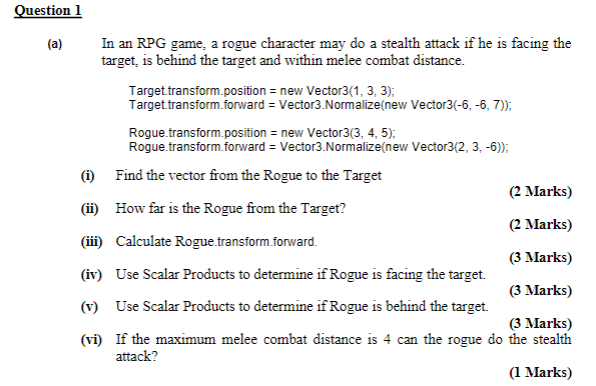 Question 1
(a) In an RPG game, a rogue character may do a stealth attack if he is facing the
target, is behind the target and within melee combat distance.
Target.transform.position = new Vector3(1, 3, 3);
Target.transform.forward = Vector3.Normalize(new Vector3(-6, -6, 7));
Rogue.transform.position = new Vector3(3, 4, 5);
Rogue.transform.forward = Vector3.Normalize(new Vector3(2, 3, -6));
(i) Find the vector from the Rogue to the Target
(2 Marks)
(ii) How far is the Rogue from the Target?
(2 Marks)
(iii) Calculate Rogue.transform.forward.
(3 Marks)
(iv) Use Scalar Products to determine if Rogue is facing the target.
(3 Marks)
(v) Use Scalar Products to determine if Rogue is behind the target.
(3 Marks)
(vi) If the maximum melee combat distance is 4 can the rogue do the stealth
attack?
(1 Marks)